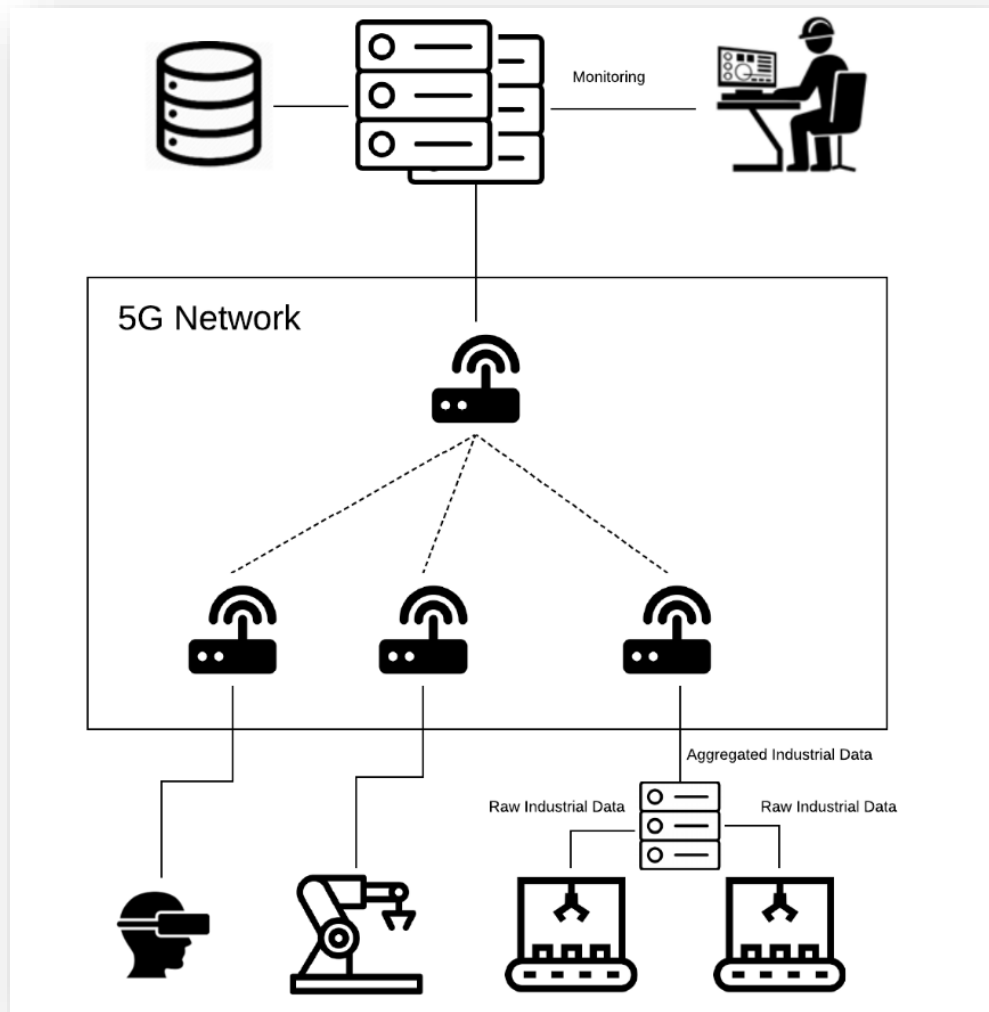 Monitoring
5G Network
Aggregated Industrial Data
Raw Industrial Data
Raw Industrial Data